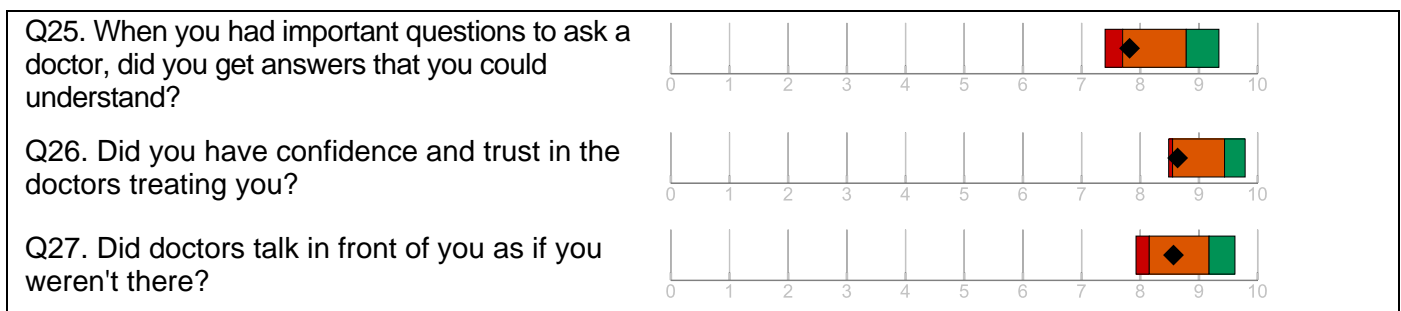 Q25. When you had important questions to ask a
doctor, did you get answers that you could
understand?
0 1 2 3 4 5 6 7 8 9 10
Q26. Did you have confidence and trust in the
doctors treating you?
0 1 2 3 4 5 6 7 8 9 10
Q27. Did doctors talk in front of you as if you
weren't there?
0 1 2 3 4 5 6 7 8 9 10